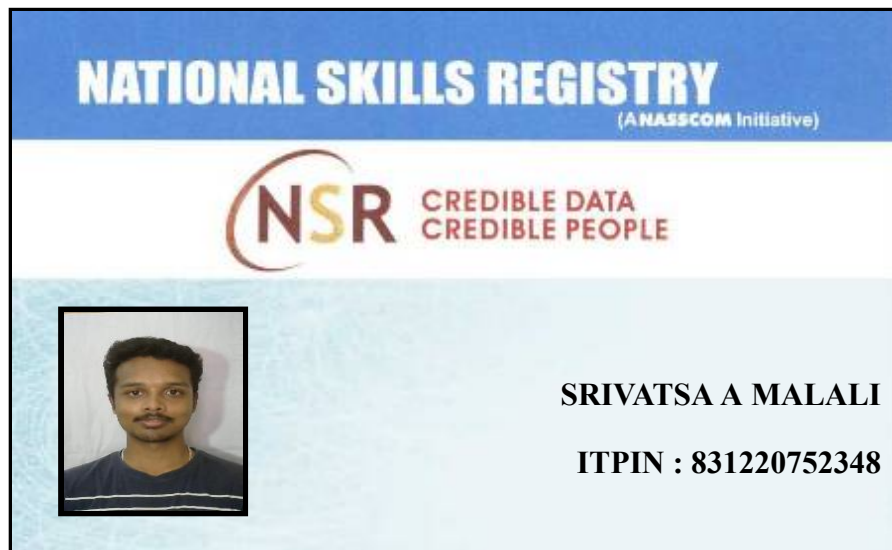 NATIONAL SKILLS REGISTRY
(A NASSCOM Initiative)
NSR
CREDIBLE DATA
CREDIBLE PEOPLE
SRIVATSA A MALALI
ITPIN : 831220752348